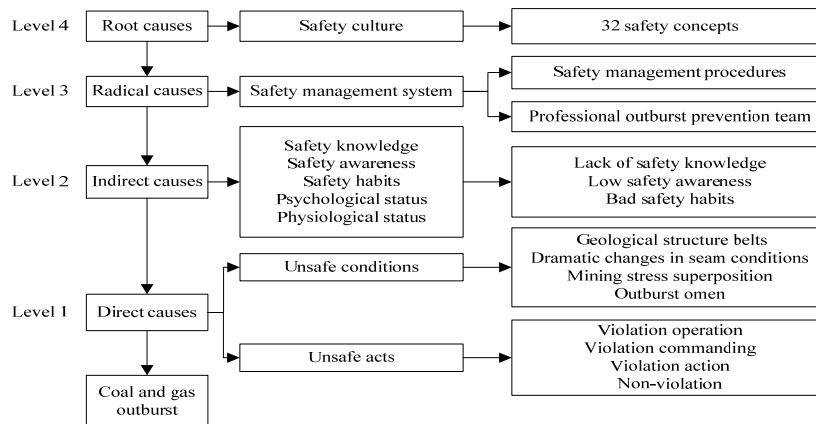 Level 4
Root causes
Safety culture
32 safety concepts
Level 3
Radical causes
Safety management system
Safety management procedures
Professional outburst prevention team
Level 2
Indirect causes
Safety knowledge
Safety awareness
Safety habits
Psychological status
Physiological status
Lack of safety knowledge
Low safety awareness
Bad safety habits
Level 1
Direct causes
Unsafe conditions
Geological structure belts
Dramatic changes in seam conditions
Mining stress superposition
Outburst omen
Unsafe acts
Violation operation
Violation commanding
Violation action
Non-violation
Coal and gas
outburst